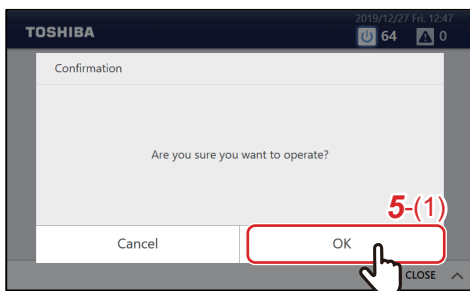 2019/12/27 Fri. 12:47
TOSHIBA
64
0
Confirmation
Are you sure you want to operate?
5-(1)
Cancel
OK
CLOSE